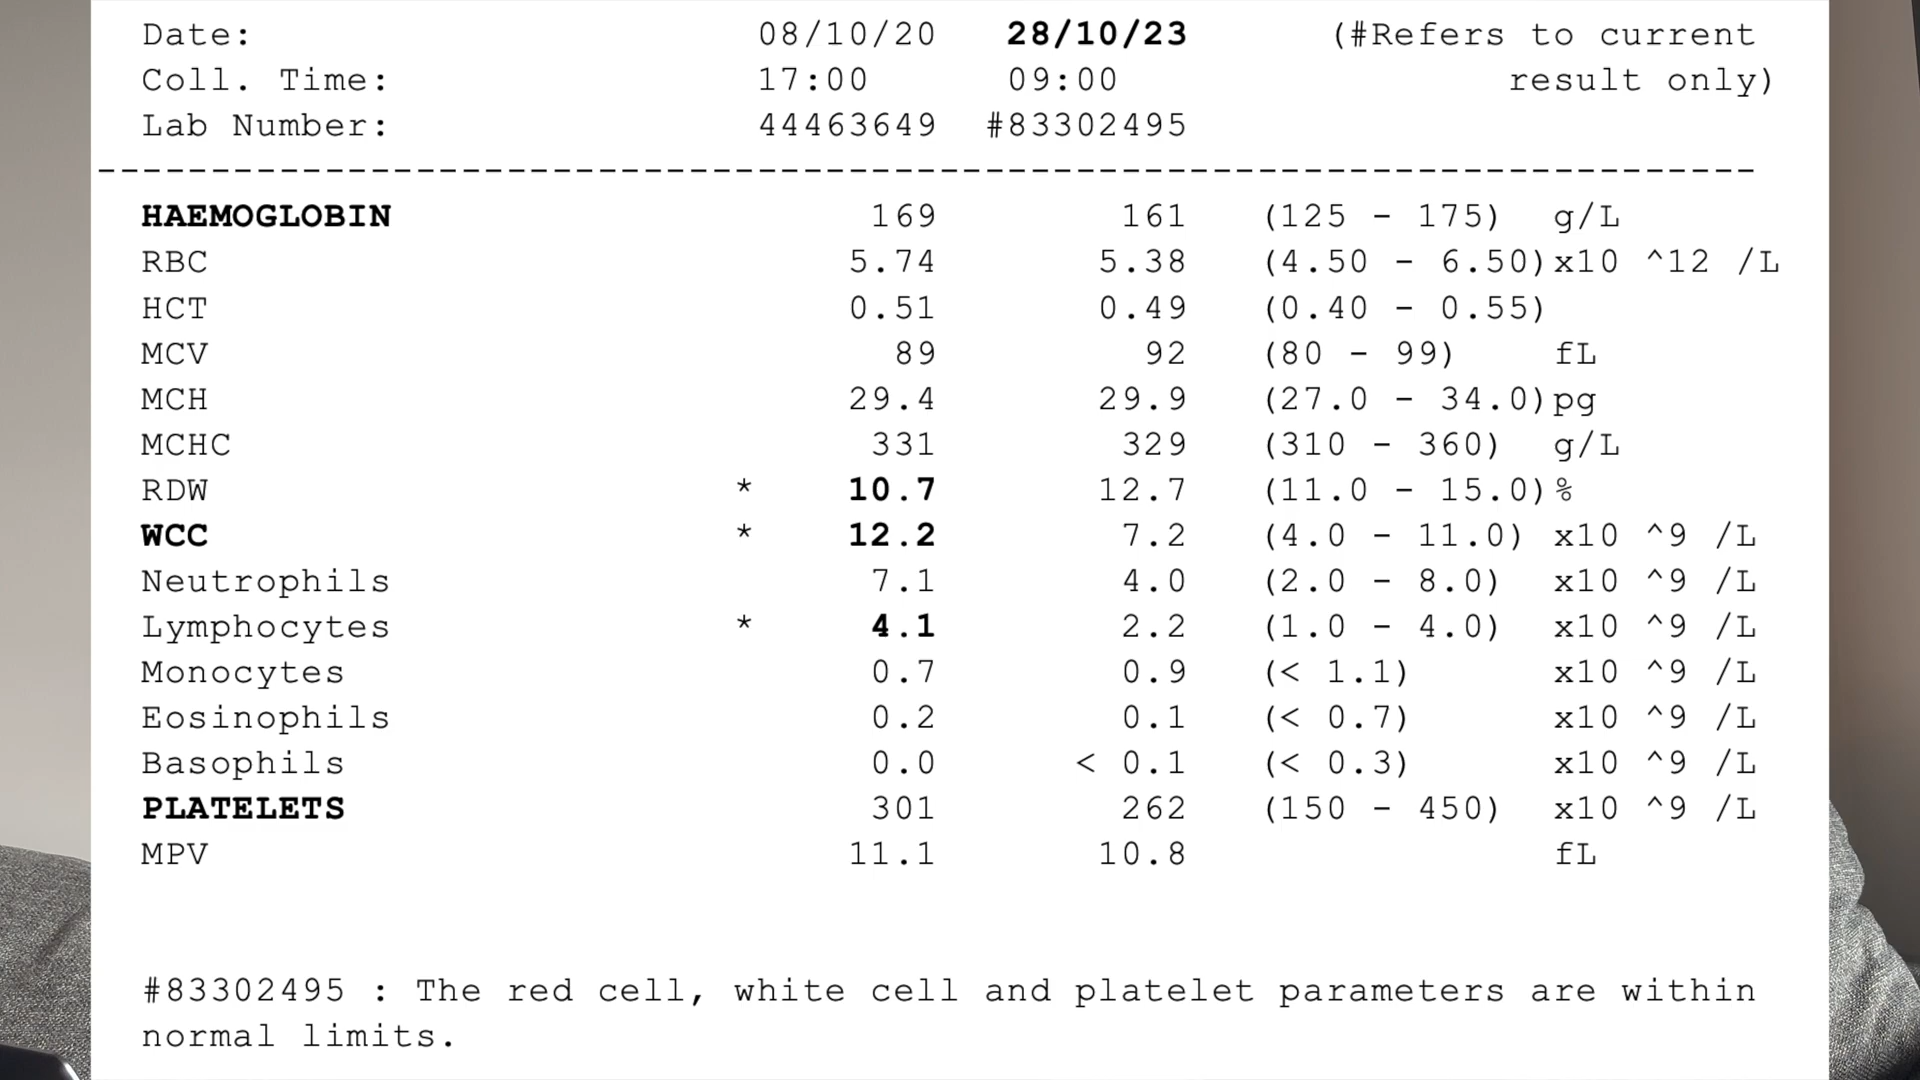 Date: 08/10/20 28/10/23 (#Refers to current
Coll. Time: 17:00 09:00 result only)
Lab Number: 44463649 #83302495
------------------------------------------------------------------------
HAEMOGLOBIN 169 161 (125 - 175) g/L
RBC 5.74 5.38 (4.50 - 6.50) x10 ^12 /L
HCT 0.51 0.49 (0.40 - 0.55)
MCV 89 92 (80 - 99) fL
MCH 29.4 29.9 (27.0 - 34.0) pg
MCHC 331 329 (310 - 360) g/L
RDW * 10.7 12.7 (11.0 - 15.0) %
WCC * 12.2 7.2 (4.0 - 11.0) x10 ^9 /L
Neutrophils 7.1 4.0 (2.0 - 8.0) x10 ^9 /L
Lymphocytes * 4.1 2.2 (1.0 - 4.0) x10 ^9 /L
Monocytes 0.7 0.9 (< 1.1) x10 ^9 /L
Eosinophils 0.2 0.1 (< 0.7) x10 ^9 /L
Basophils 0.0 < 0.1 (< 0.3) x10 ^9 /L
PLATELETS 301 262 (150 - 450) x10 ^9 /L
MPV 11.1 10.8 fL
#83302495 : The red cell, white cell and platelet parameters are within
normal limits.